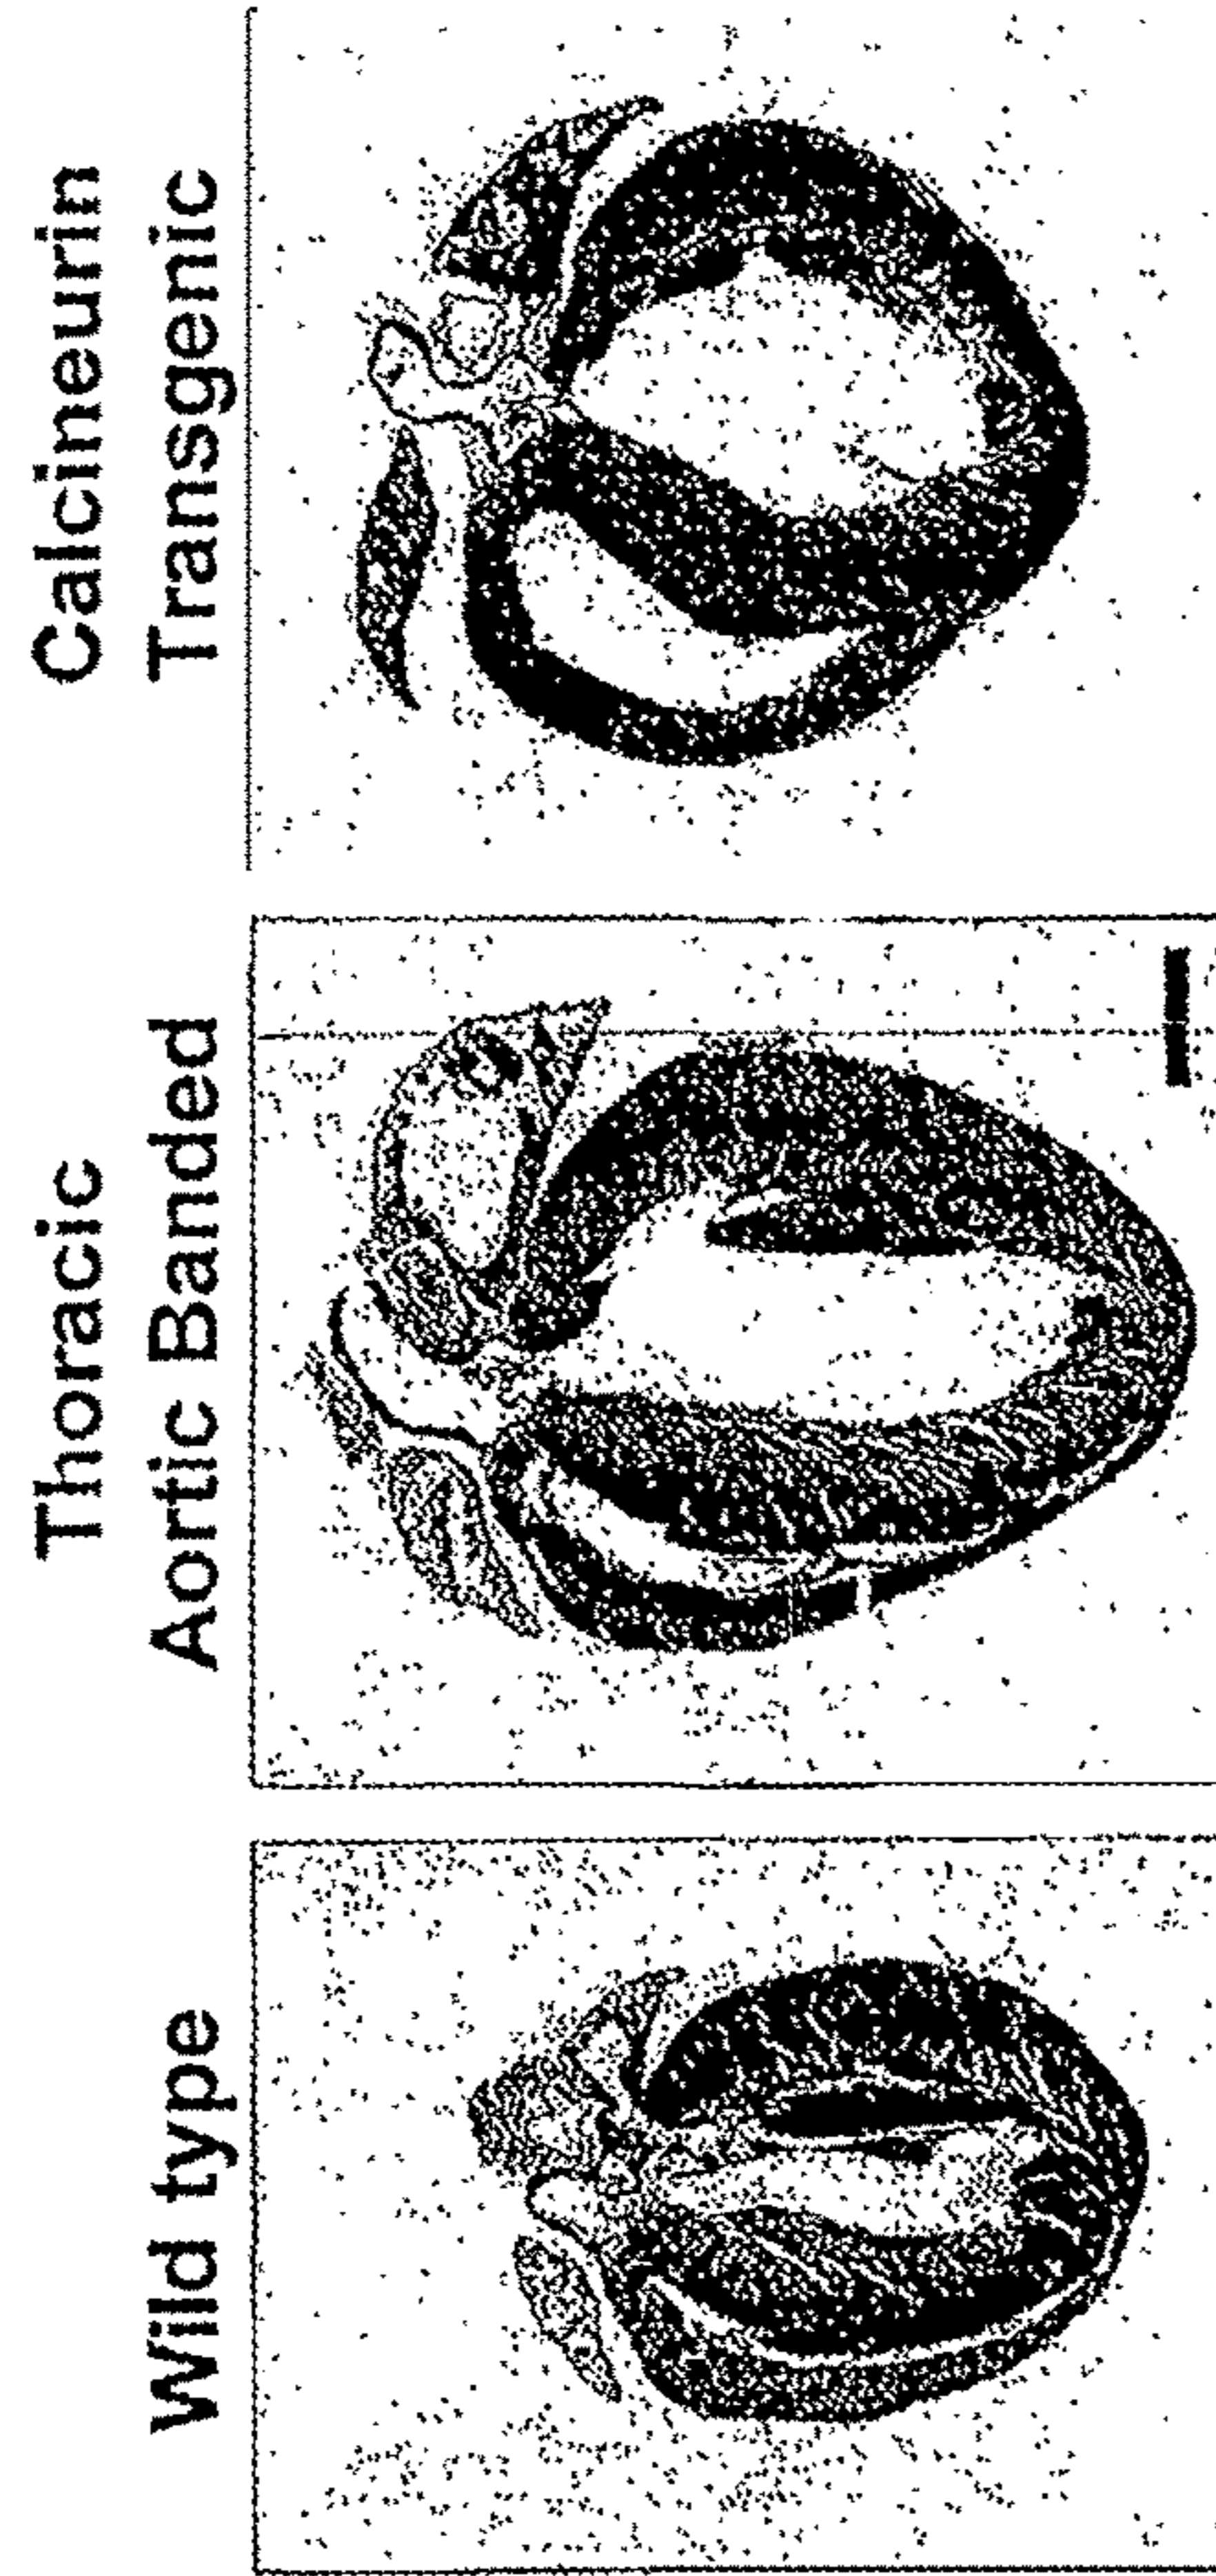 Wild type
Thoracic
Aortic Banded
Calcineurin
Transgenic